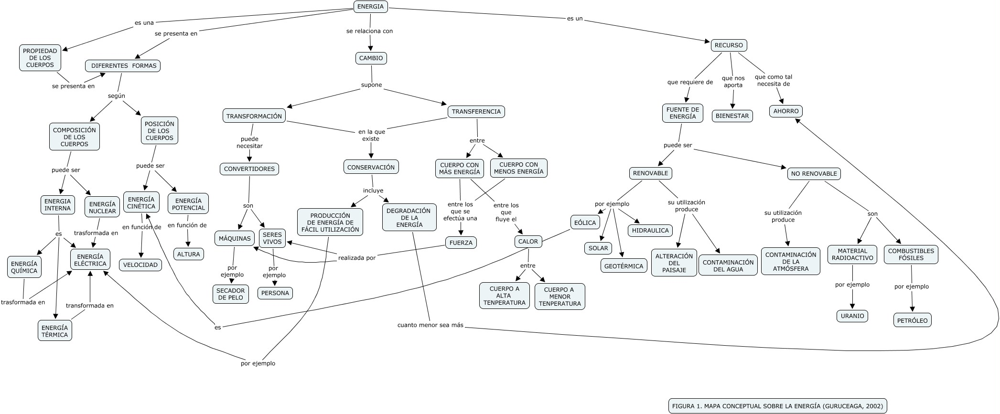 ENERGIA
es una
se presenta en
se relaciona con
es un
PROPIEDAD
DE LOS
CUERPOS
DIFERENTES FORMAS
se presenta en
según
COMPOSICIÓN
DE LOS
CUERPOS
POSICIÓN
DE LOS
CUERPOS
puede ser
puede ser
ENERGIA
INTERNA
ENERGÍA
NUCLEAR
ENERGÍA
CINÉTICA
ENERGÍA
POTENCIAL
es
trasformada en
en función de
en función de
ENERGÍA
QUÍMICA
ENERGÍA
ELÉCTRICA
VELOCIDAD
ALTURA
trasformada en
transformada en
ENERGÍA
TÉRMICA
CAMBIO
supone
TRANSFORMACIÓN
TRANSFERENCIA
puede
necesitar
en la que
existe
entre
CONVERTIDORES
CONSERVACIÓN
CUERPO CON
MÁS ENERGÍA
CUERPO CON
MENOS ENERGÍA
son
incluye
MÁQUINAS
SERES
VIVOS
PRODUCCIÓN
DE ENERGÍA DE
FÁCIL UTILIZACIÓN
DEGRADACIÓN
DE LA
ENERGÍA
entre los
que se
efectúa una
entre los
que
fluye el
FUERZA
CALOR
realizada por
por
ejemplo
por
ejemplo
entre
SECADOR
DE PELO
PERSONA
CUERPO A
ALTA
TENPERATURA
CUERPO A
MENOR
TENPERATURA
es
cuanto menor sea más
por ejemplo
RECURSO
que requiere de
que nos
aporta
que como tal
necesita de
FUENTE DE
ENERGÍA
BIENESTAR
AHORRO
puede ser
RENOVABLE
NO RENOVABLE
por ejemplo
su utilización
produce
su utilización
produce
son
EÓLICA
SOLAR
GEOTÉRMICA
HIDRAULICA
ALTERACIÓN
DEL
PAISAJE
CONTAMINACIÓN
DEL AGUA
CONTAMINACIÓN
DE LA
ATMÓSFERA
MATERIAL
RADIOACTIVO
COMBUSTIBLES
FÓSILES
por ejemplo
por ejemplo
URANIO
PETRÓLEO
FIGURA 1. MAPA CONCEPTUAL SOBRE LA ENERGÍA (GURUCEAGA, 2002)